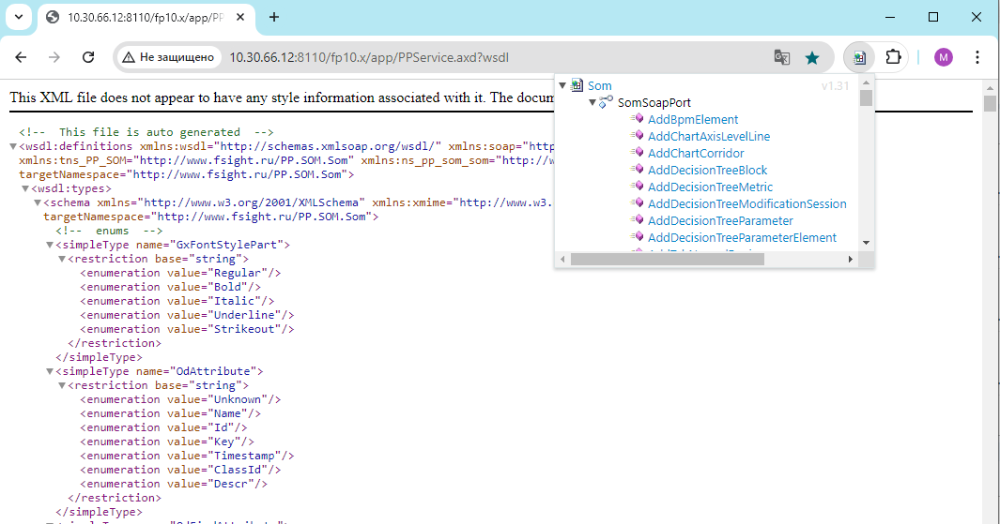 10.30.66.12:8110/fp10.x/app/PP
Не защищено
10.30.66.12:8110/fp10.x/app/PPService.axd?wsdl
M
This XML file does not appear to have any style information associated with it. The docum
Som
v1.31
SomSoapPort
AddBpmElement
AddChartAxisLevelLine
AddChartCorridor
AddDecisionTreeBlock
AddDecisionTreeMetric
AddDecisionTreeModificationSession
AddDecisionTreeParameter
AddDecisionTreeParameterElement
<!-- This file is auto generated -->
<wsdl:definitions xmlns:wsdl="http://schemas.xmlsoap.org/wsdl/" xmlns:soap="http
xmlns:tns_PP_SOM="http://www.fsight.ru/PP.SOM.Som" xmlns:ns_pp_som_som="http://w
targetNamespace="http://www.fsight.ru/PP.SOM.Som">
<wsdl:types>
<schema xmlns="http://www.w3.org/2001/XMLSchema" xmlns:xmime="http://www.w3.
targetNamespace="http://www.fsight.ru/PP.SOM.Som">
<!-- enums -->
<simpleType name="GxFontStylePart">
<restriction base="string">
<enumeration value="Regular"/>
<enumeration value="Bold"/>
<enumeration value="Italic"/>
<enumeration value="Underline"/>
<enumeration value="Strikeout"/>
</restriction>
</simpleType>
<simpleType name="OdAttribute">
<restriction base="string">
<enumeration value="Unknown"/>
<enumeration value="Name"/>
<enumeration value="Id"/>
<enumeration value="Key"/>
<enumeration value="Timestamp"/>
<enumeration value="ClassId"/>
<enumeration value="Descr"/>
</restriction>
</simpleType>